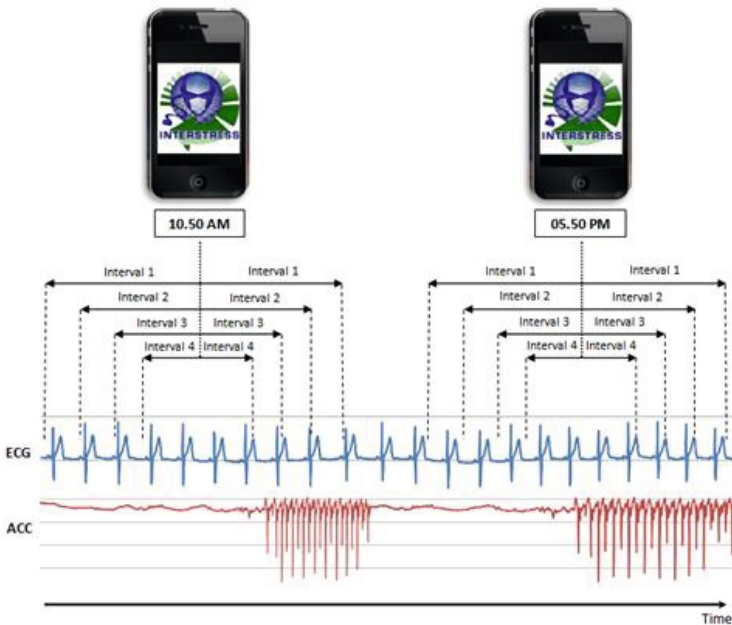 INTERSTRESS INTERSTRESS
10.50 AM 05.50 PM
Interval 1 Interval 1 Interval 1 Interval 1
Interval 2 Interval 2 Interval 2 Interval 2
Interval 3 Interval 3 Interval 3 Interval 3
Interval 4 Interval 4 Interval 4 Interval 4
ECG
ACC
Time